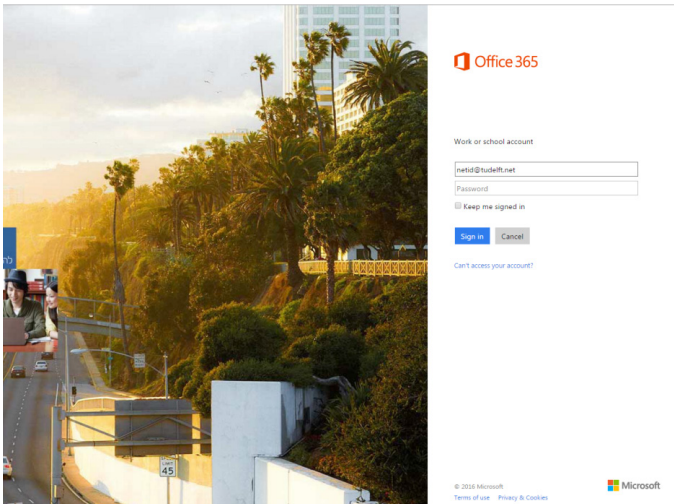 Office 365
Work or school account
netid@tudelft.net
Password
Keep me signed in
Sign in Cancel
Can't access your account?
LIMIT
45
© 2016 Microsoft
Terms of use Privacy & Cookies
Microsoft